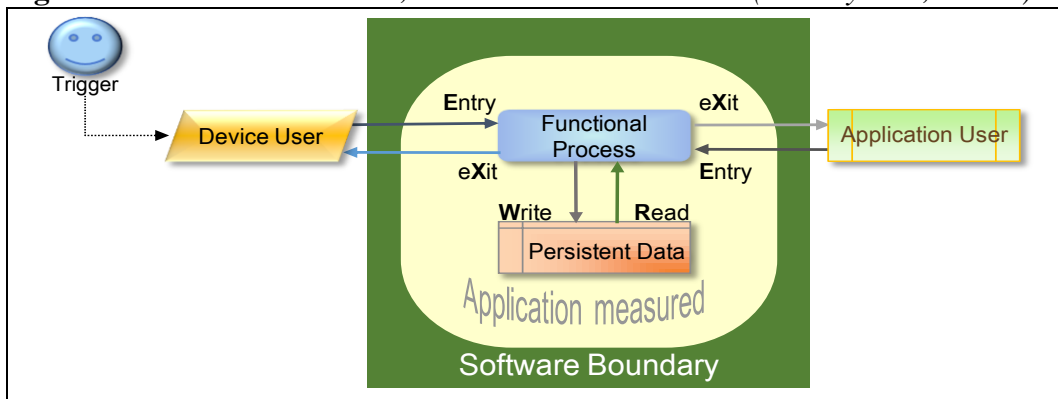 Trigger
Device User
Entry
eXit
Functional
Process
eXit
Entry
Application User
Write
Read
Persistent Data
Application measured
Software Boundary